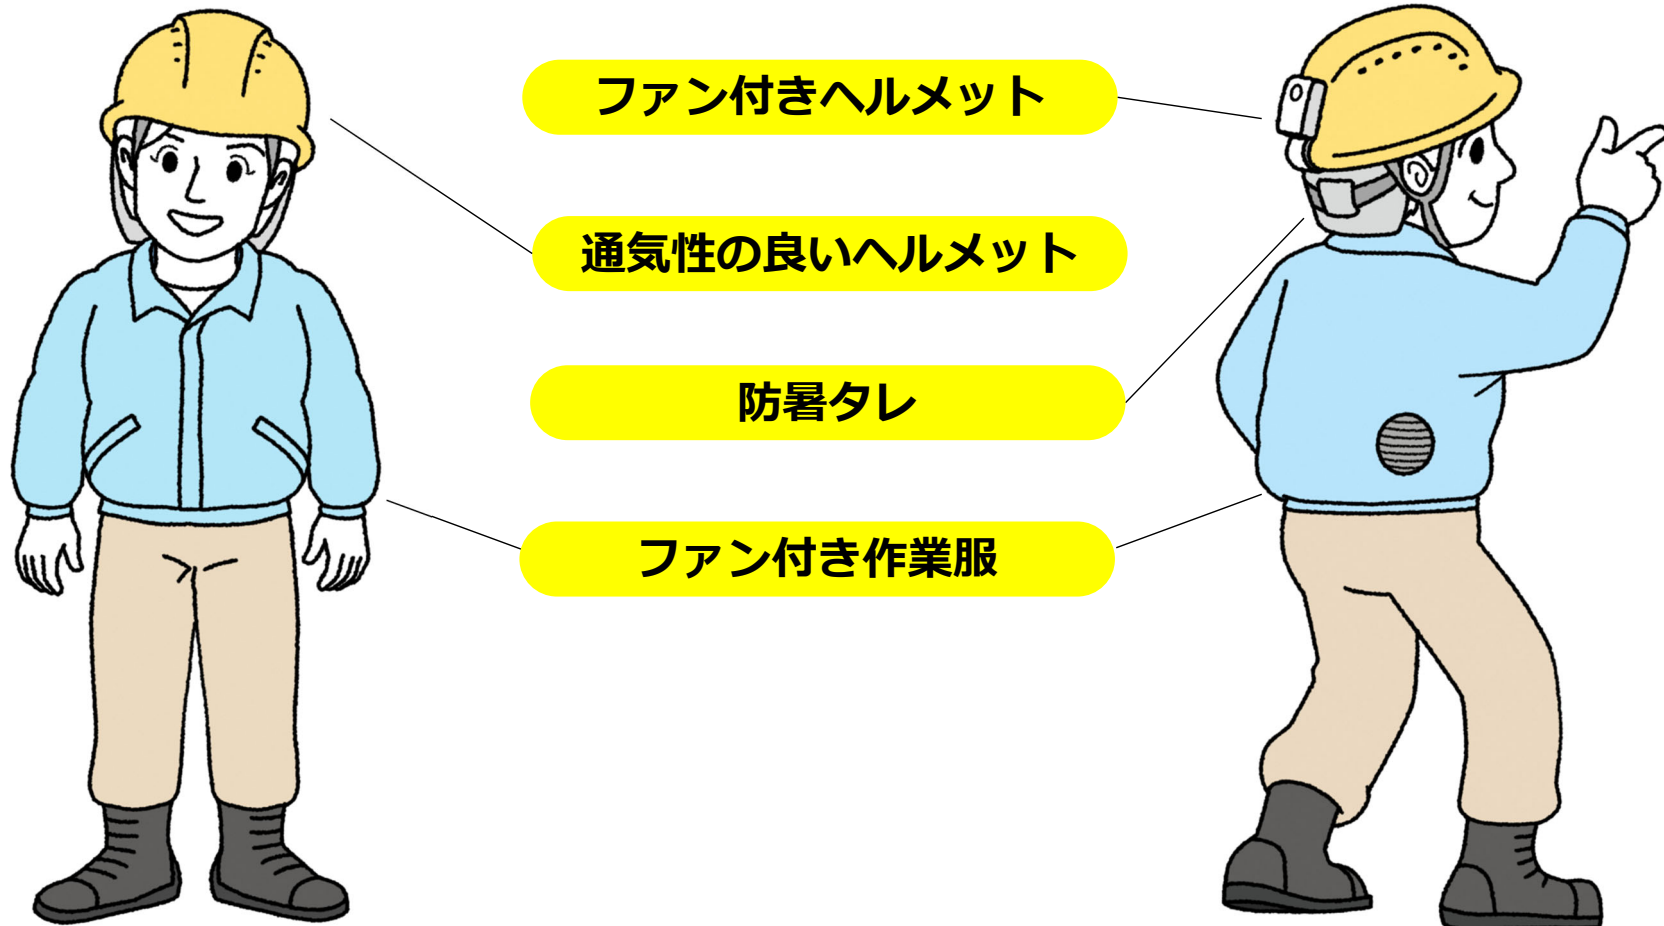 ファン付きヘルメット
通気性の良いヘルメット
防暑タレ
ファン付き作業服